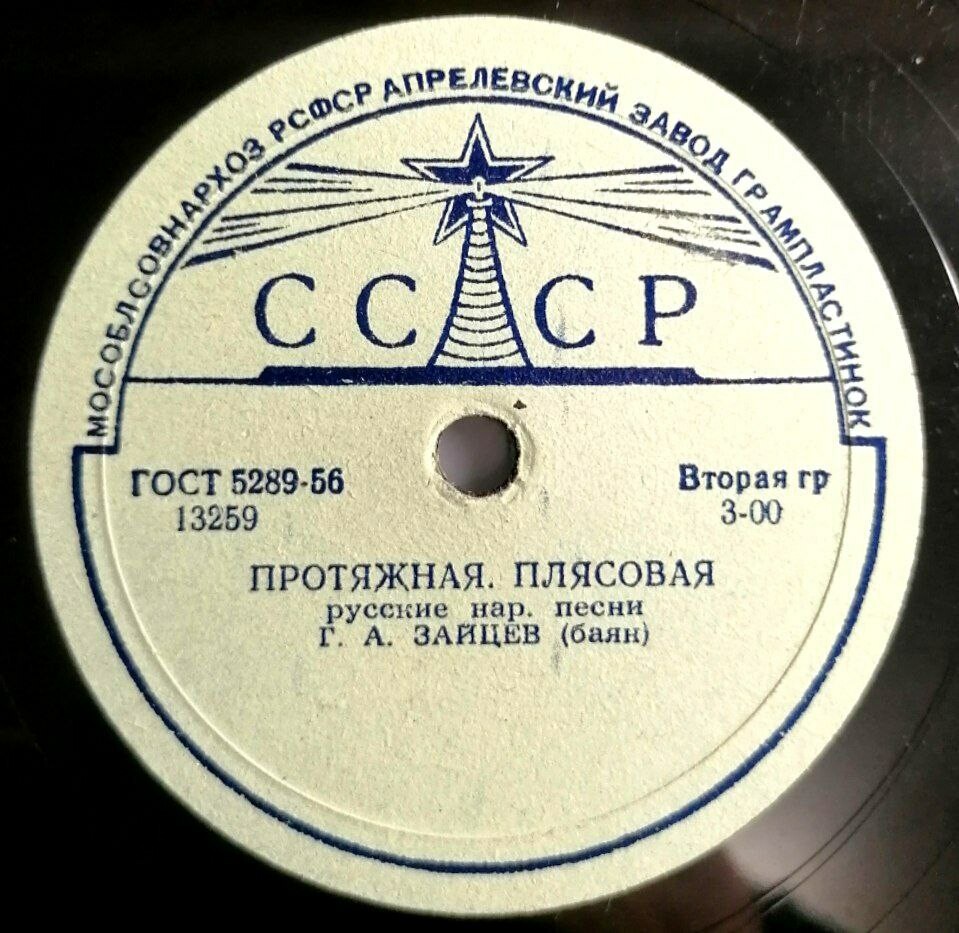 МОСОБЛСОВНАРХОЗ РСФСР АПРЕЛЕВСКИЙ ЗАВОД ГРАМПЛАСТИНОК
СССР
ГОСТ 5289-56
13259
Вторая гр
3-00
ПРОТЯЖНАЯ. ПЛЯСОВАЯ
русские нар. песни
Г. А. ЗАЙЦЕВ (баян)